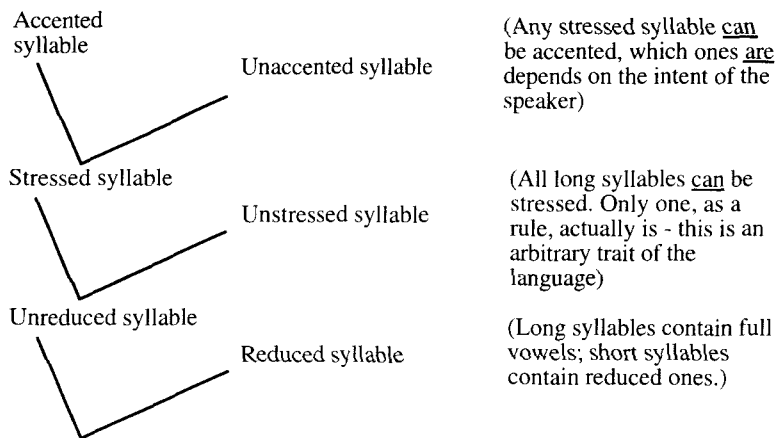 Accented
syllable
Unaccented syllable
(Any stressed syllable can
be accented, which ones are
depends on the intent of the
speaker)
Stressed syllable
Unstressed syllable
(All long syllables can be
stressed. Only one, as a
rule, actually is - this is an
arbitrary trait of the
language)
Unreduced syllable
Reduced syllable
(Long syllables contain full
vowels; short syllables
contain reduced ones.)